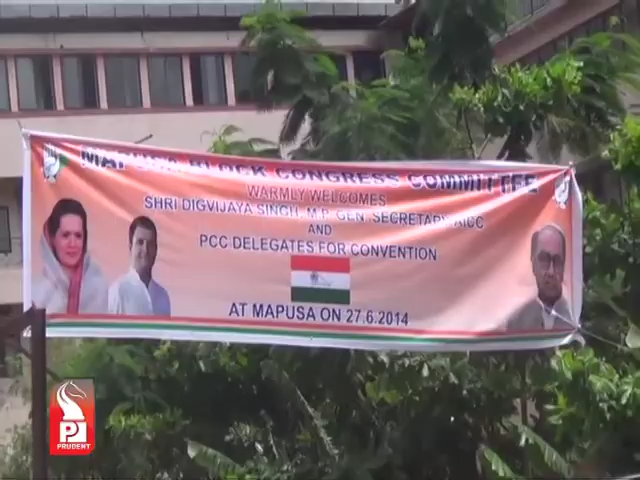 MAPUSA BLOCK CONGRESS COMMITTEE
WARMLY WELCOMES
SHRI DIGVIJAYA SINGH, M.P. GEN. SECRETARY AICC
AND
PCC DELEGATES FOR CONVENTION
AT MAPUSA ON 27.6.2014
P
PRUDENT